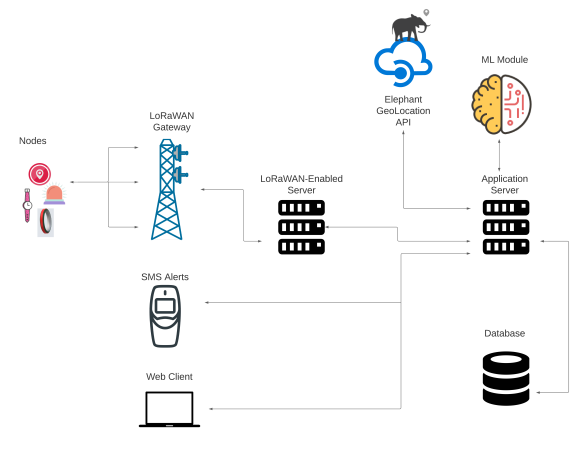 ML Module
Elephant
GeoLocation
API
LoRaWAN
Gateway
Nodes
LoRaWAN-Enabled
Server
Application
Server
SMS Alerts
Database
Web Client